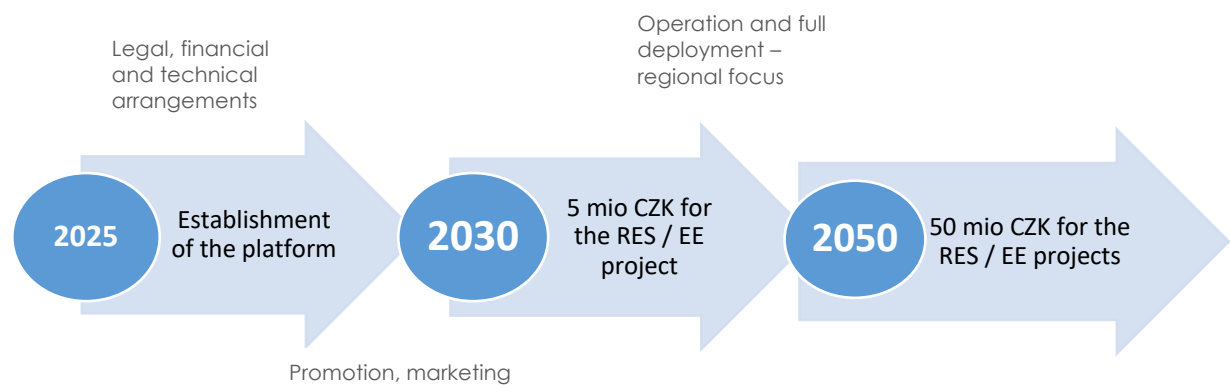 Legal, financial
and technical
arrangements
Operation and full
deployment –
regional focus
2025
Establishment
of the platform
2030
5 mio CZK for
the RES / EE
project
2050
50 mio CZK for the
RES / EE projects
Promotion, marketing